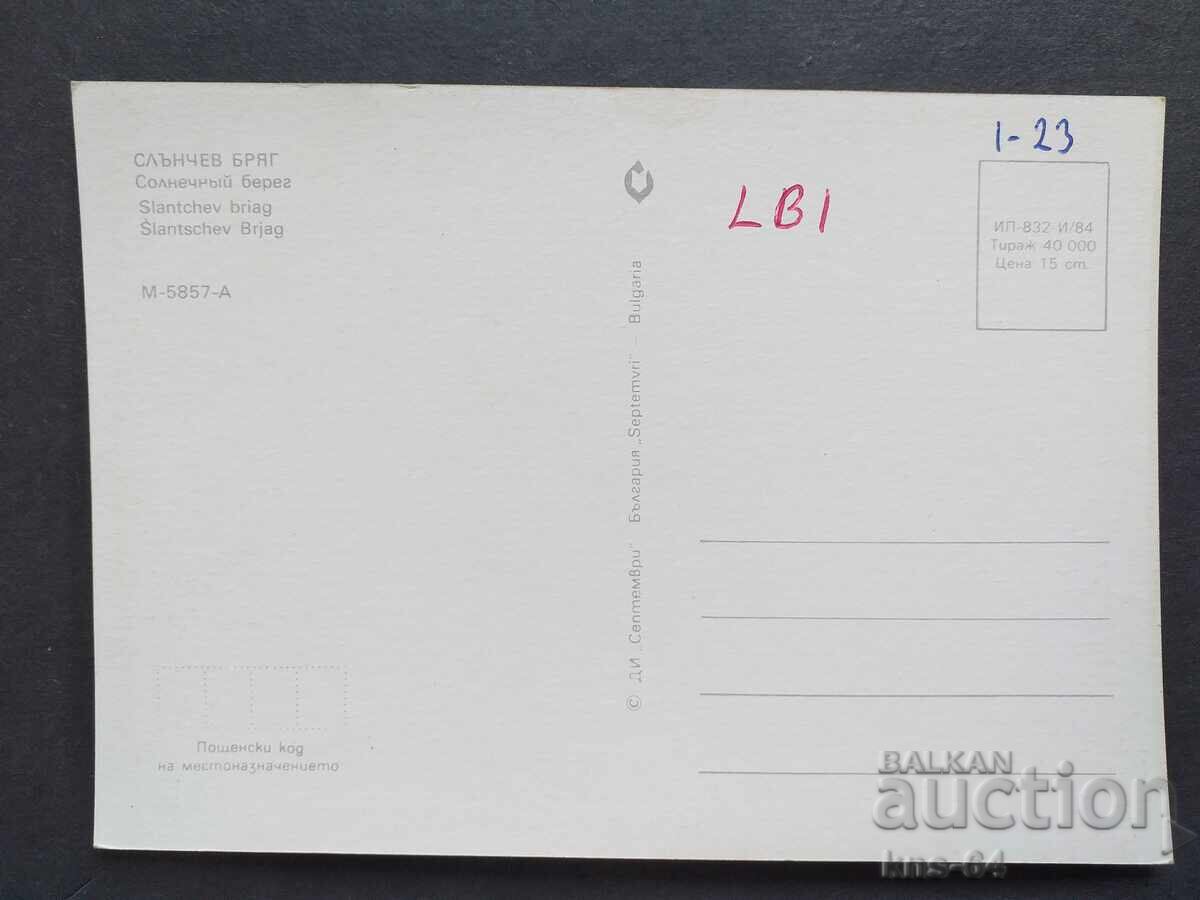 СЛЪНЧЕВ БРЯГ
Солнечный берег
Slantchev briag
Slantschev Brjag
М-5857-А
Пощенски код
на местоназначението
© ДИ „Септември" България „Septemvri" – Bulgaria
LB1
1-23
ИП-832-И/84
Тираж 40 000
Цена 15 ст.
BALKAN
auction
kns-64